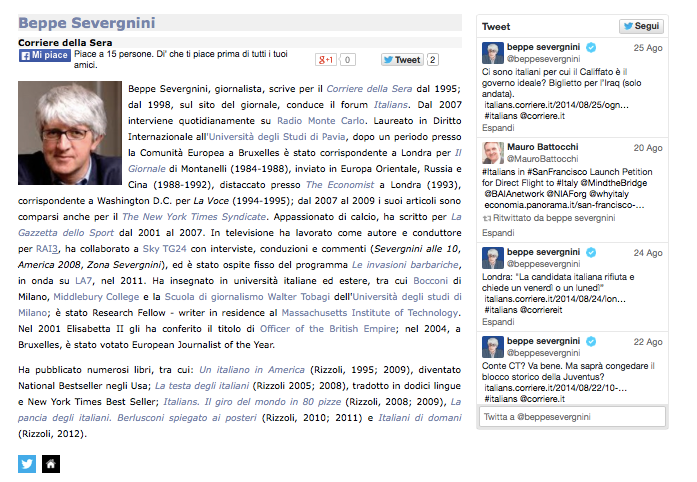 Beppe Severgnini
Corriere della Sera
Mi piace
Piace a 15 persone. Di' che ti piace prima di tutti i tuoi
amici.
g+1 0
Tweet 2
Beppe Severgnini, giornalista, scrive per il Corriere della Sera dal 1995;
dal 1998, sul sito del giornale, conduce il forum Italians. Dal 2007
interviene quotidianamente su Radio Monte Carlo. Laureato in Diritto
Internazionale all'Università degli Studi di Pavia, dopo un periodo presso
la Comunità Europea a Bruxelles è stato corrispondente a Londra per Il
Giornale di Montanelli (1984-1988), inviato in Europa Orientale, Russia e
Cina (1988-1992), distaccato presso The Economist a Londra (1993),
corrispondente a Washington D.C. per La Voce (1994-1995); dal 2007 al 2009 i suoi articoli sono
comparsi anche per il The New York Times Syndicate. Appassionato di calcio, ha scritto per La
Gazzetta dello Sport dal 2001 al 2007. In televisione ha lavorato come autore e conduttore
per RAI3, ha collaborato a Sky TG24 con interviste, conduzioni e commenti (Severgnini alle 10,
America 2008, Zona Severgnini), ed è stato ospite fisso del programma Le invasioni barbariche,
in onda su LA7, nel 2011. Ha insegnato in università italiane ed estere, tra cui Bocconi di
Milano, Middlebury College e la Scuola di giornalismo Walter Tobagi dell'Università degli studi di
Milano; è stato Research Fellow - writer in residence al Massachusetts Institute of Technology.
Nel 2001 Elisabetta II gli ha conferito il titolo di Officer of the British Empire; nel 2004, a
Bruxelles, è stato votato European Journalist of the Year.
Ha pubblicato numerosi libri, tra cui: Un italiano in America (Rizzoli, 1995; 2009), diventato
National Bestseller negli Usa; La testa degli italiani (Rizzoli 2005; 2008), tradotto in dodici lingue
e New York Times Best Seller; Italians. Il giro del mondo in 80 pizze (Rizzoli, 2008; 2009), La
pancia degli italiani. Berlusconi spiegato ai posteri (Rizzoli, 2010; 2011) e Italiani di domani
(Rizzoli, 2012).
Tweet
Segui
beppe severgnini 25 Ago
@beppesevergnini
Ci sono italiani per cui il Califfato è il
governo ideale? Biglietto per l'Iraq (solo
andata).
italians.corriere.it/2014/08/25/ogn...
#italians @corriere.it
Espandi
Mauro Battocchi 20 Ago
@MauroBattocchi
#Italians in #SanFrancisco Launch Petition
for Direct Flight to #Italy @MindtheBridge
@BAIAnetwork @NIAForg @whyitaly
economia.panorama.it/san-francisco-...
Ritwittato da beppe severgnini
Espandi
beppe severgnini 24 Ago
@beppesevergnini
Londra: "La candidata italiana rifiuta e
chiede un venerdì o un lunedì"
italians.corriere.it/2014/08/24/lon...
#italians @corriereit
Espandi
beppe severgnini 22 Ago
@beppesevergnini
Conte CT? Va bene. Ma saprà congedare il
blocco storico della Juventus?
italians.corriere.it/2014/08/22/10-...
#italians @corriere.it
Twitta a @beppesevergnini